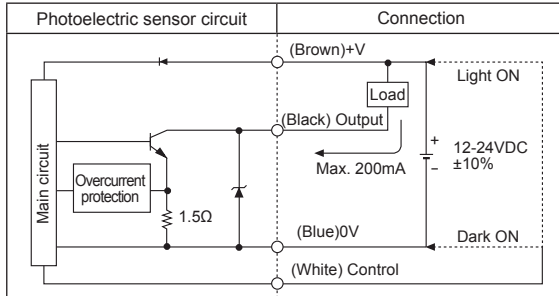 Photoelectric sensor circuit
Connection
(Brown)+V
Light ON
Load
(Black) Output
Max. 200mA
+
12-24VDC
±10%
−
Main circuit
Overcurrent
protection
1.5Ω
(Blue)0V
Dark ON
(White) Control